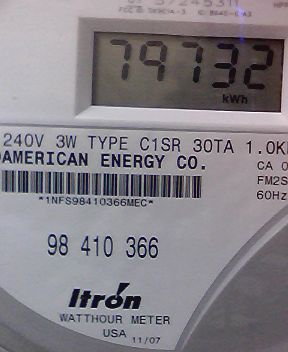 79732
kWh
240V 3W TYPE C1SR 30TA 1.0K
AMERICAN ENERGY CO.
CA 0
FM2S
60Hz
*1NFS98410366MEC*
98 410 366
Itron
WATTHOUR METER
USA 11/07